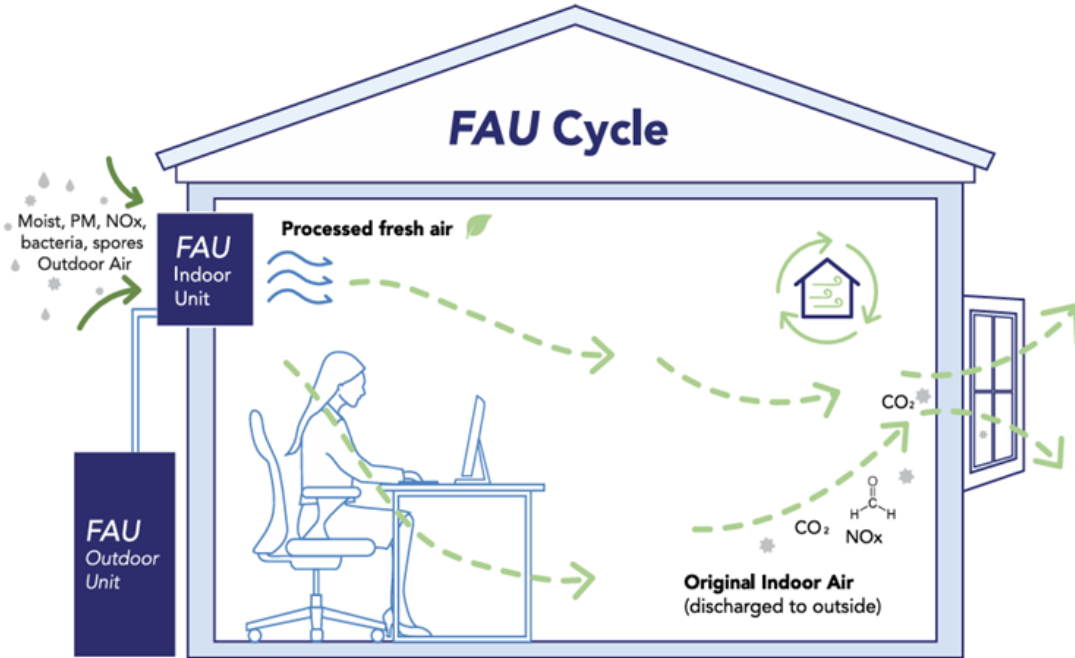 FAU Cycle
Moist, PM, NOx,
bacteria, spores
Outdoor Air
FAU
Indoor
Unit
Processed fresh air
CO₂
O
H C H
CO₂
NOx
FAU
Outdoor
Unit
Original Indoor Air
(discharged to outside)